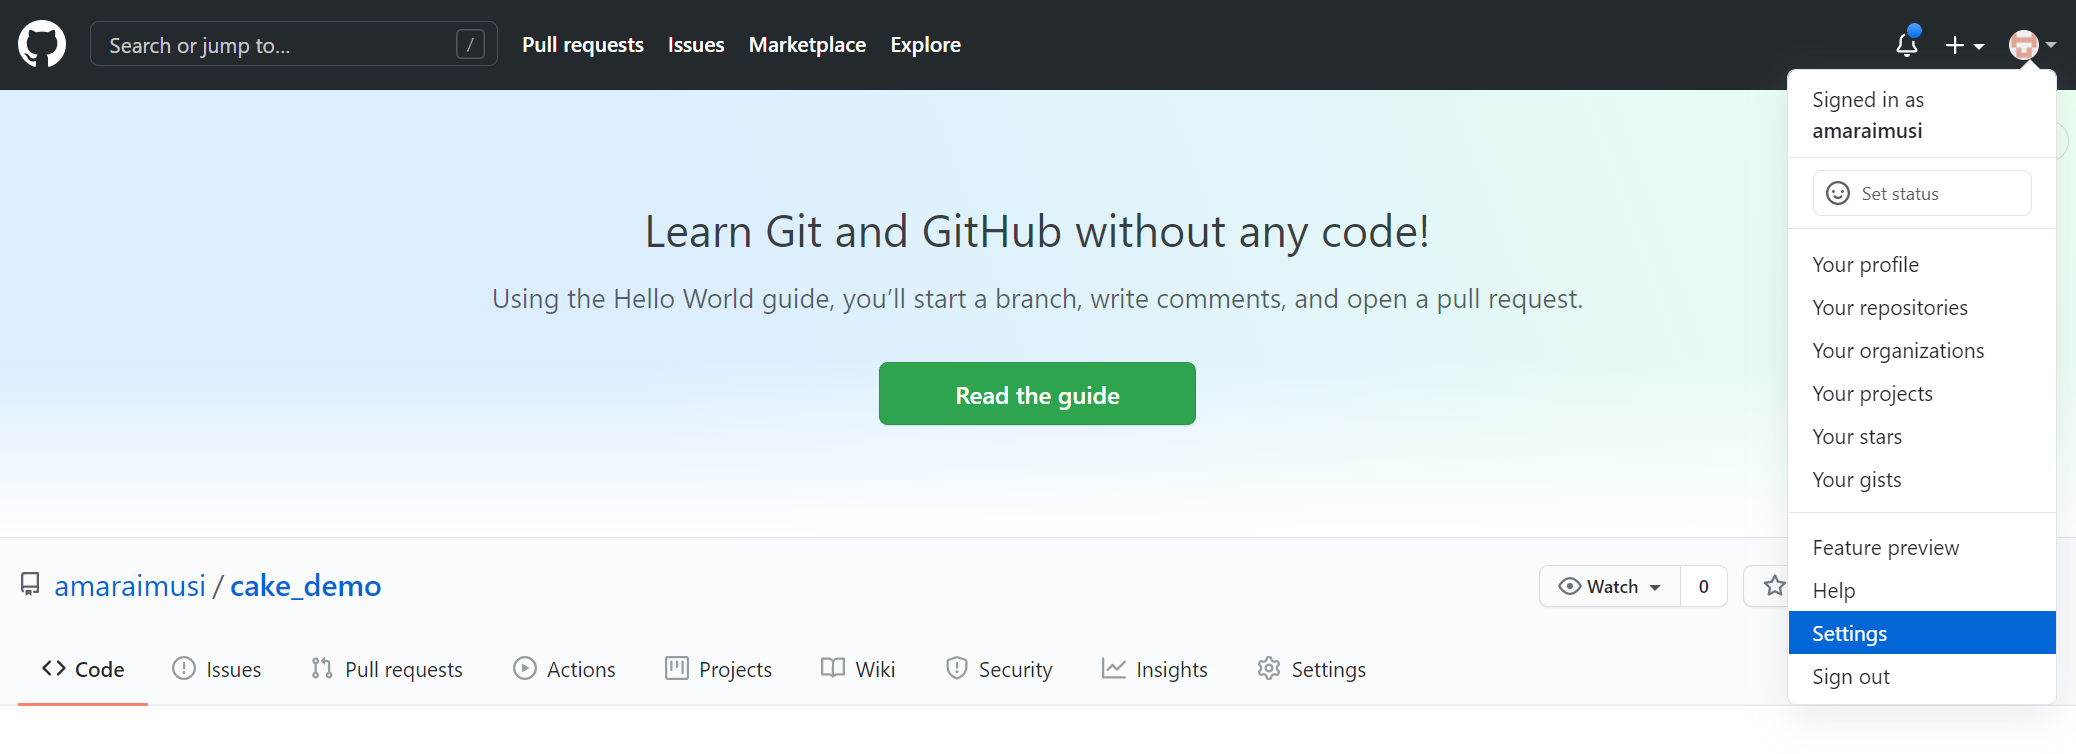 Search or jump to... /
Pull requests Issues Marketplace Explore
Signed in as
amaraimusi
Set status
Your profile
Your repositories
Your organizations
Your projects
Your stars
Your gists
Feature preview
Help
Settings
Sign out
Learn Git and GitHub without any code!
Using the Hello World guide, you’ll start a branch, write comments, and open a pull request.
Read the guide
amaraimusi / cake_demo
Watch 0
Code Issues Pull requests Actions Projects Wiki Security Insights Settings